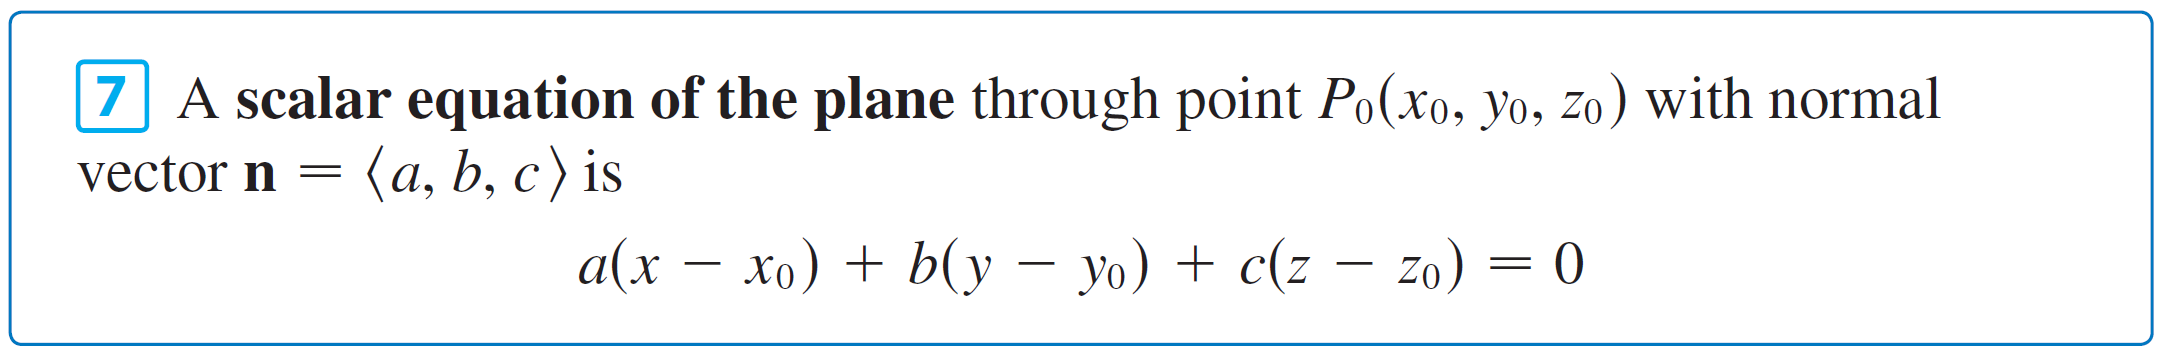 7 A scalar equation of the plane through point P₀(x₀, y₀, z₀) with normal
vector n = ⟨a, b, c⟩ is
a(x − x₀) + b(y − y₀) + c(z − z₀) = 0